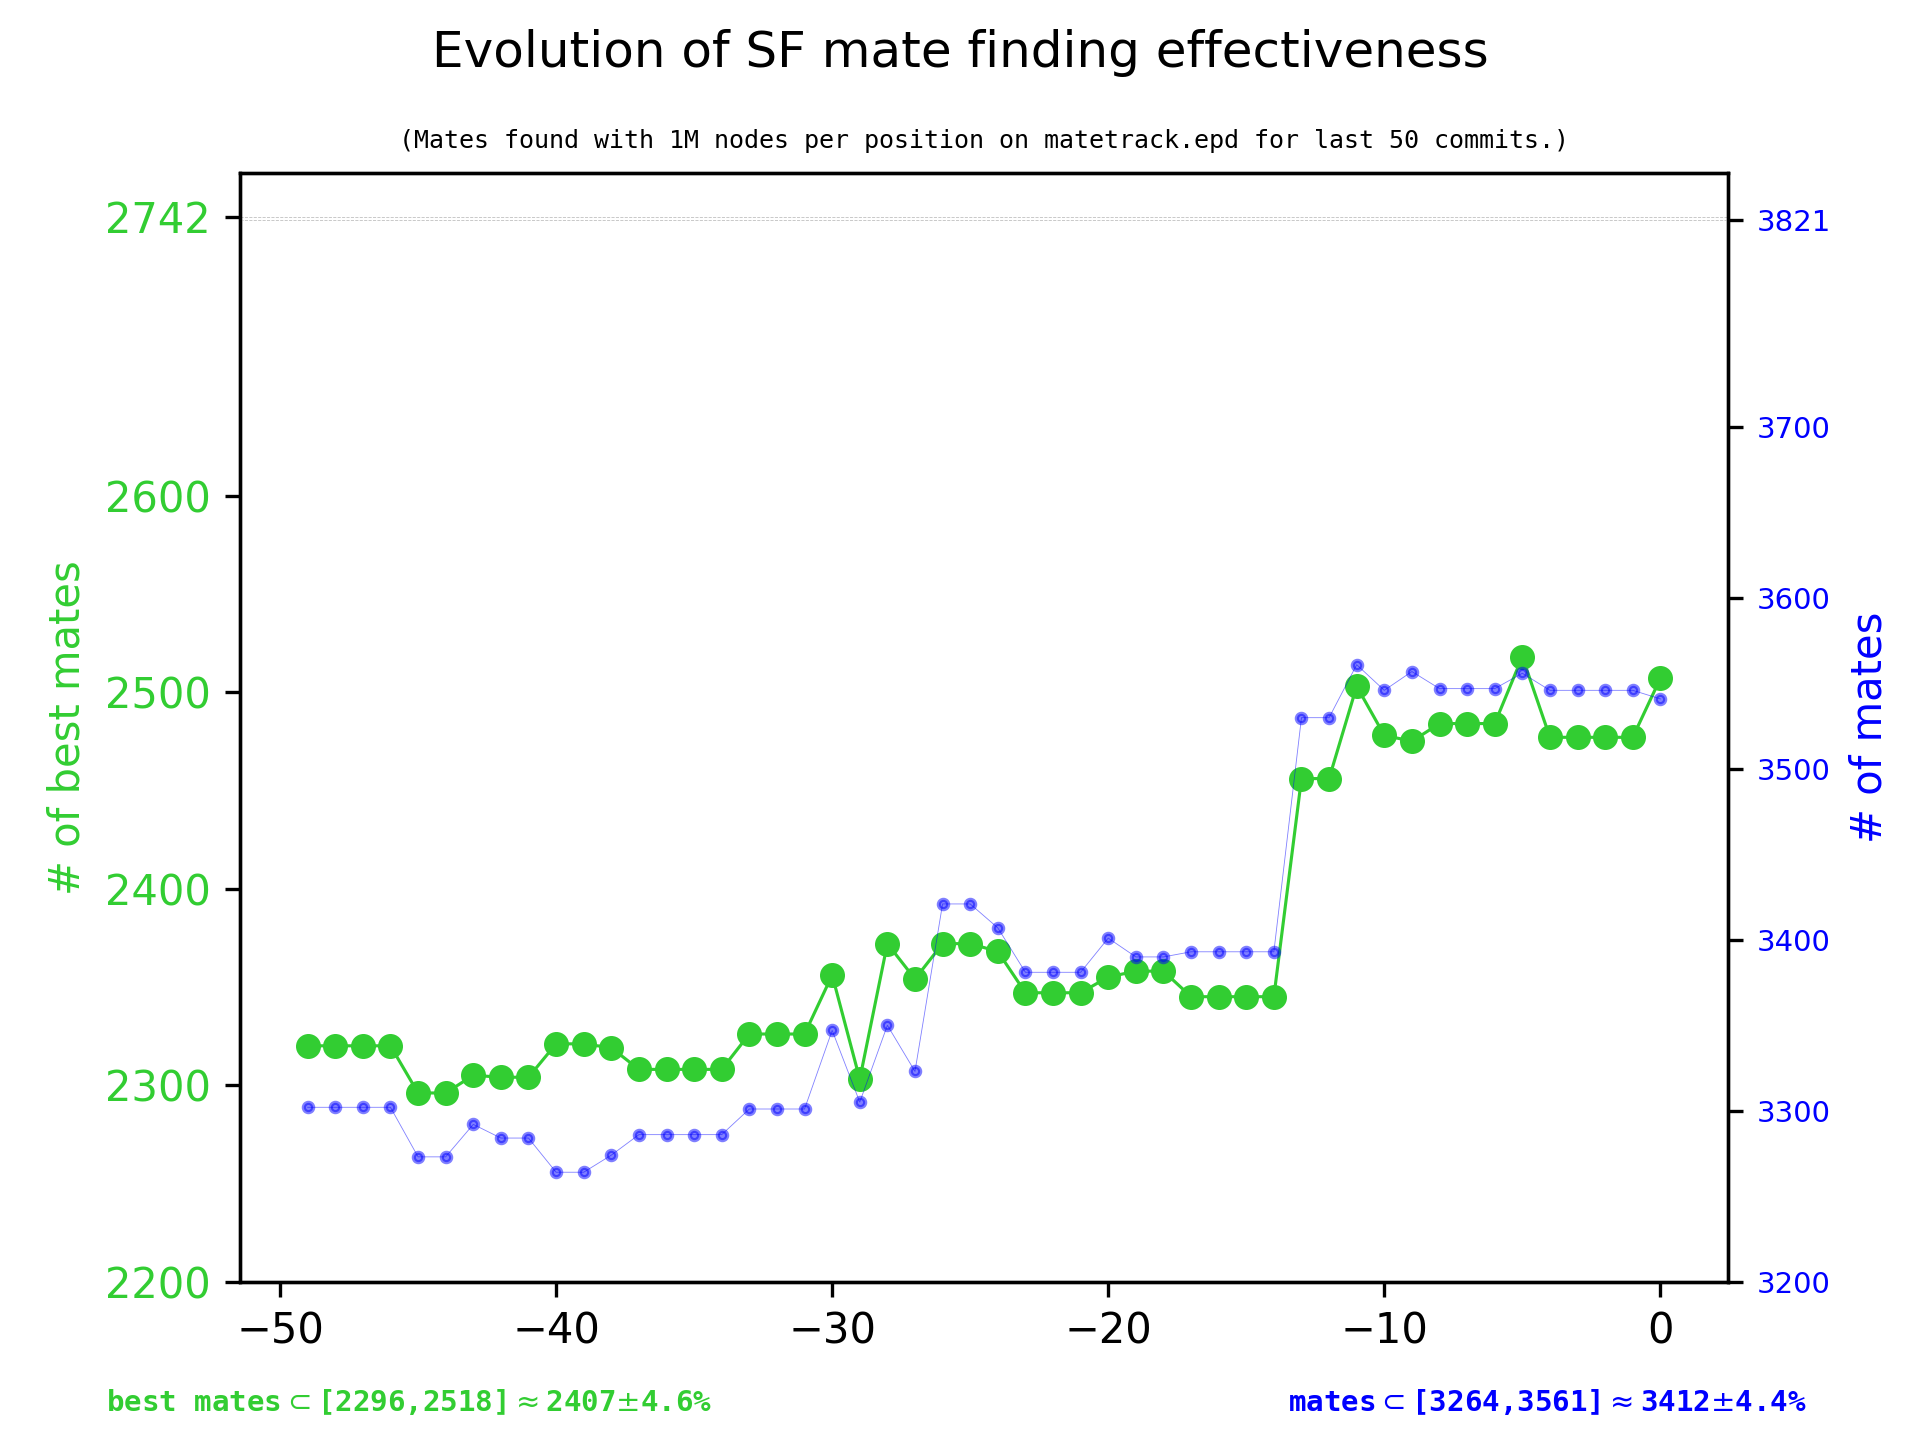 Evolution of SF mate finding effectiveness
(Mates found with 1M nodes per position on matetrack.epd for last 50 commits.)
2742
2600
2500
2400
2300
2200
# of best mates
3821
3700
3600
3500
3400
3300
3200
# of mates
−50 −40 −30 −20 −10 0
best mates ⊂ [2296,2518] ≈ 2407±4.6%
mates ⊂ [3264,3561] ≈ 3412±4.4%